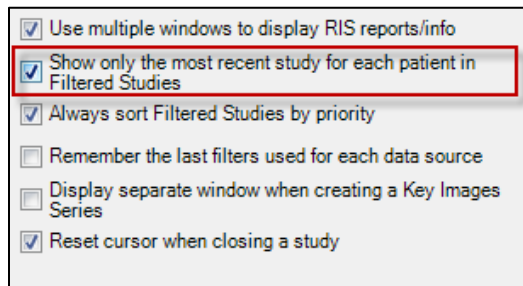 Use multiple windows to display RIS reports/info
Show only the most recent study for each patient in
Filtered Studies
Always sort Filtered Studies by priority
Remember the last filters used for each data source
Display separate window when creating a Key Images
Series
Reset cursor when closing a study